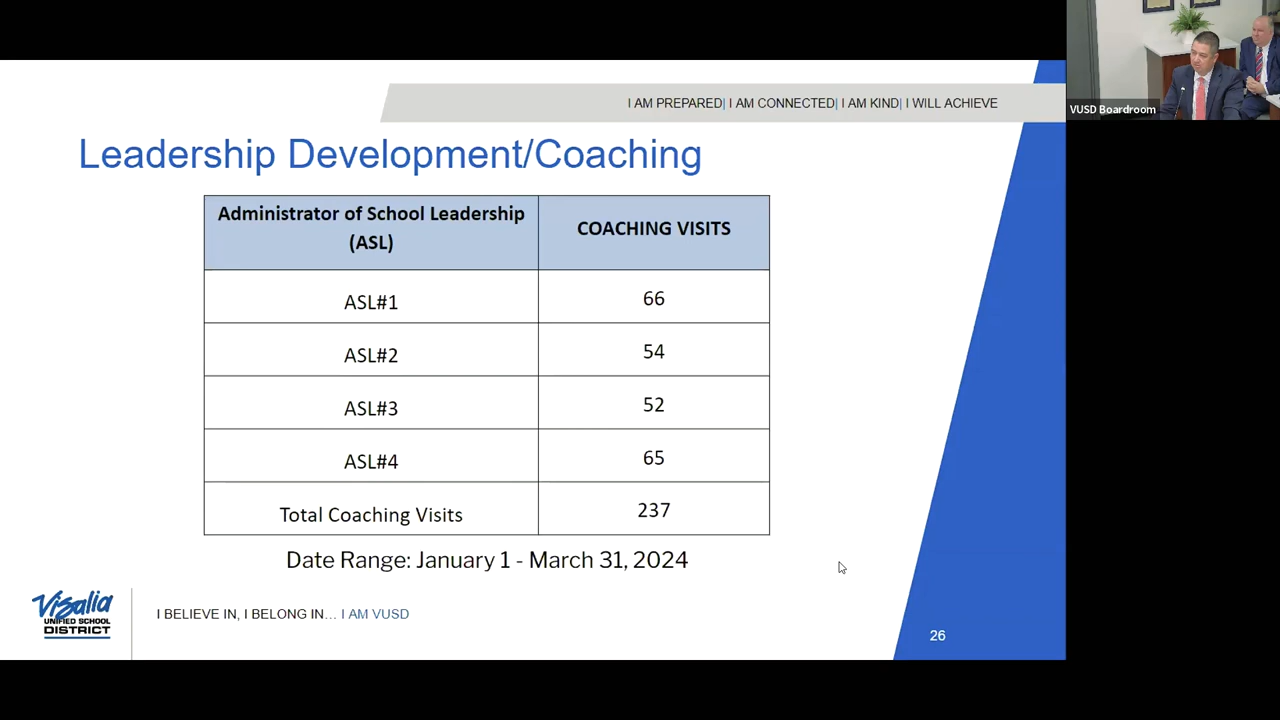 I AM PREPARED| I AM CONNECTED| I AM KIND| I WILL ACHIEVE
VUSD Boardroom
Leadership Development/Coaching
Administrator of School Leadership
(ASL)
COACHING VISITS
ASL#1
66
ASL#2
54
ASL#3
52
ASL#4
65
Total Coaching Visits
237
Date Range: January 1 - March 31, 2024
Visalia
UNIFIED SCHOOL
DISTRICT
I BELIEVE IN, I BELONG IN... I AM VUSD
26